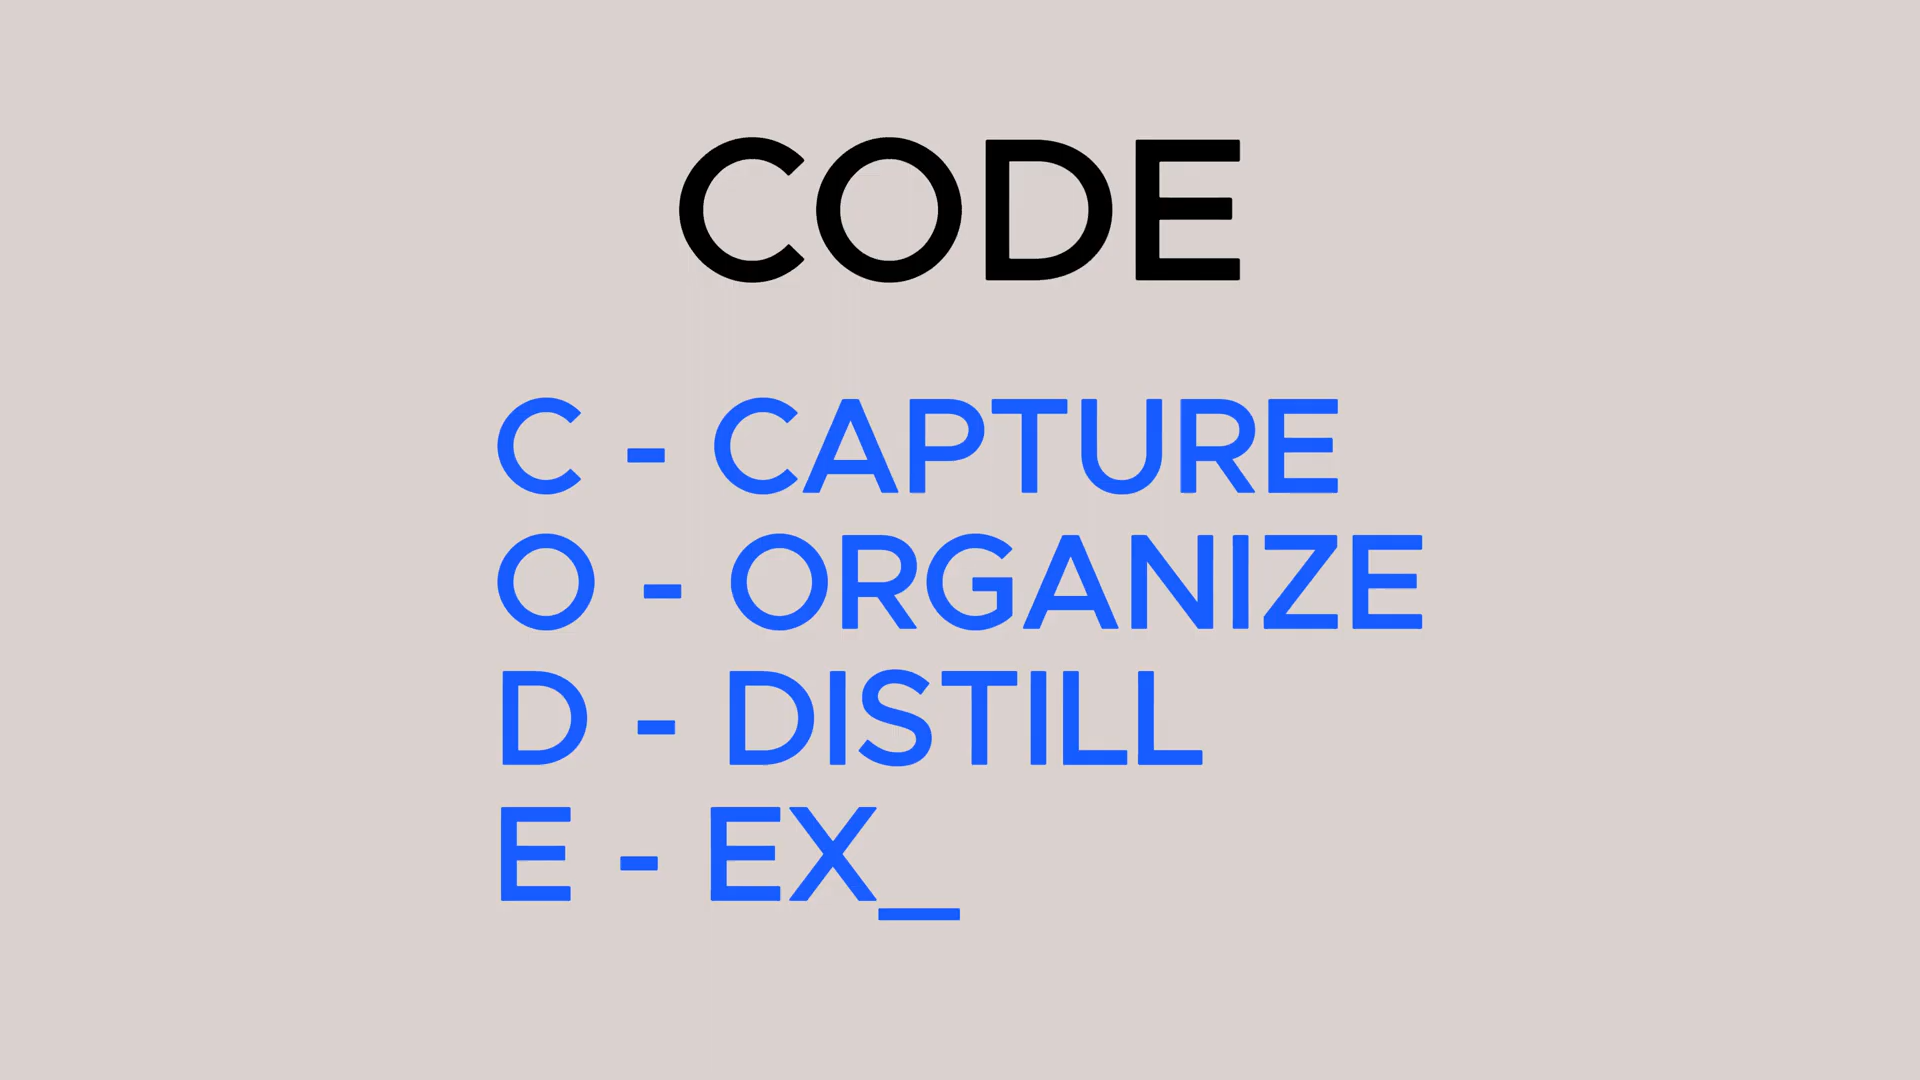 CODE
C - CAPTURE
O - ORGANIZE
D - DISTILL
E - EX_